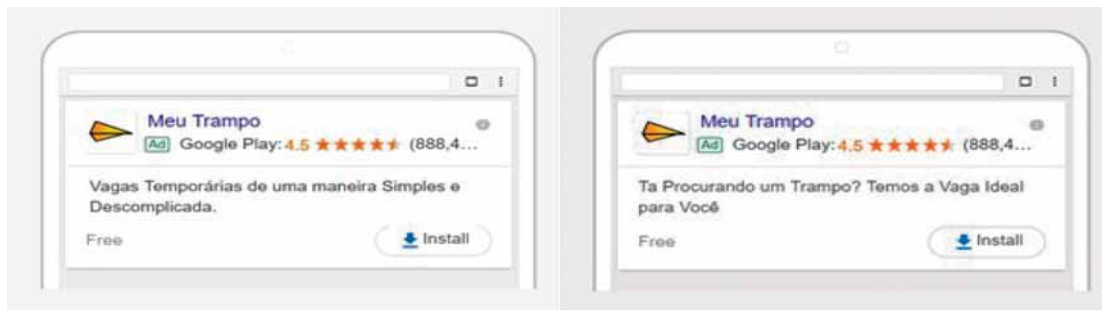 Meu Trampo
Ad Google Play: 4.5 (888,4...
Vagas Temporárias de uma maneira Simples e
Descomplicada.
Free Install
Meu Trampo
Ad Google Play: 4.5 (888,4...
Ta Procurando um Trampo? Temos a Vaga Ideal
para Você
Free Install